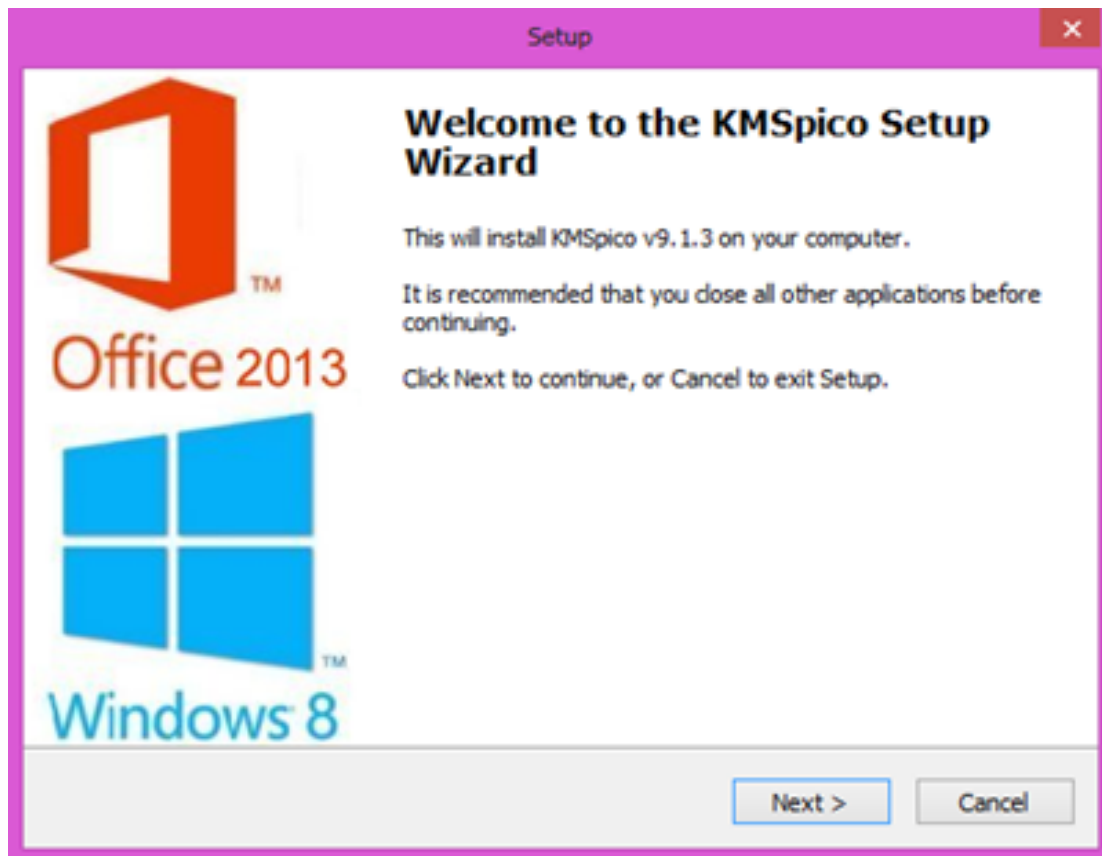 Setup
Welcome to the KMSpico Setup
Wizard
This will install KMSpico v9.1.3 on your computer.
It is recommended that you close all other applications before
continuing.
Click Next to continue, or Cancel to exit Setup.
TM
Office 2013
TM
Windows 8
Next >
Cancel